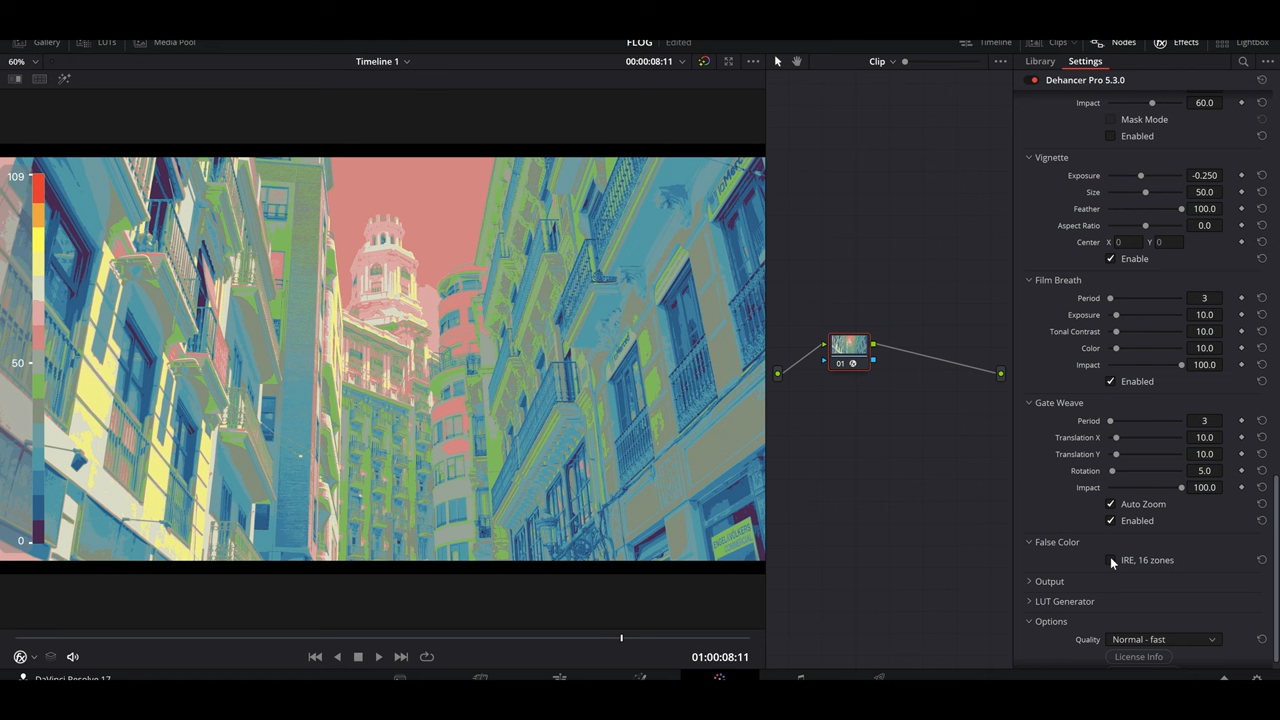 Gallery LUTs Media Pool FLOG Edited Timeline Clips Nodes Effects Lightbox
60% Timeline 1 00:00:08:11 Clip Library Settings
Dehancer Pro 5.3.0
Impact 60.0
Mask Mode
Enabled
Vignette
Exposure -0.250
Size 50.0
Feather 100.0
Aspect Ratio 0.0
Center X 0 Y 0
Enable
Film Breath
Period 3
Exposure 10.0
Tonal Contrast 10.0
Color 10.0
Impact 100.0
Enabled
Gate Weave
Period 3
Translation X 10.0
Translation Y 10.0
Rotation 5.0
Impact 100.0
Auto Zoom
Enabled
False Color
IRE, 16 zones
Output
LUT Generator
Options
Quality Normal - fast
License Info
109
50
0
01
01:00:08:11
DaVinci Resolve 17